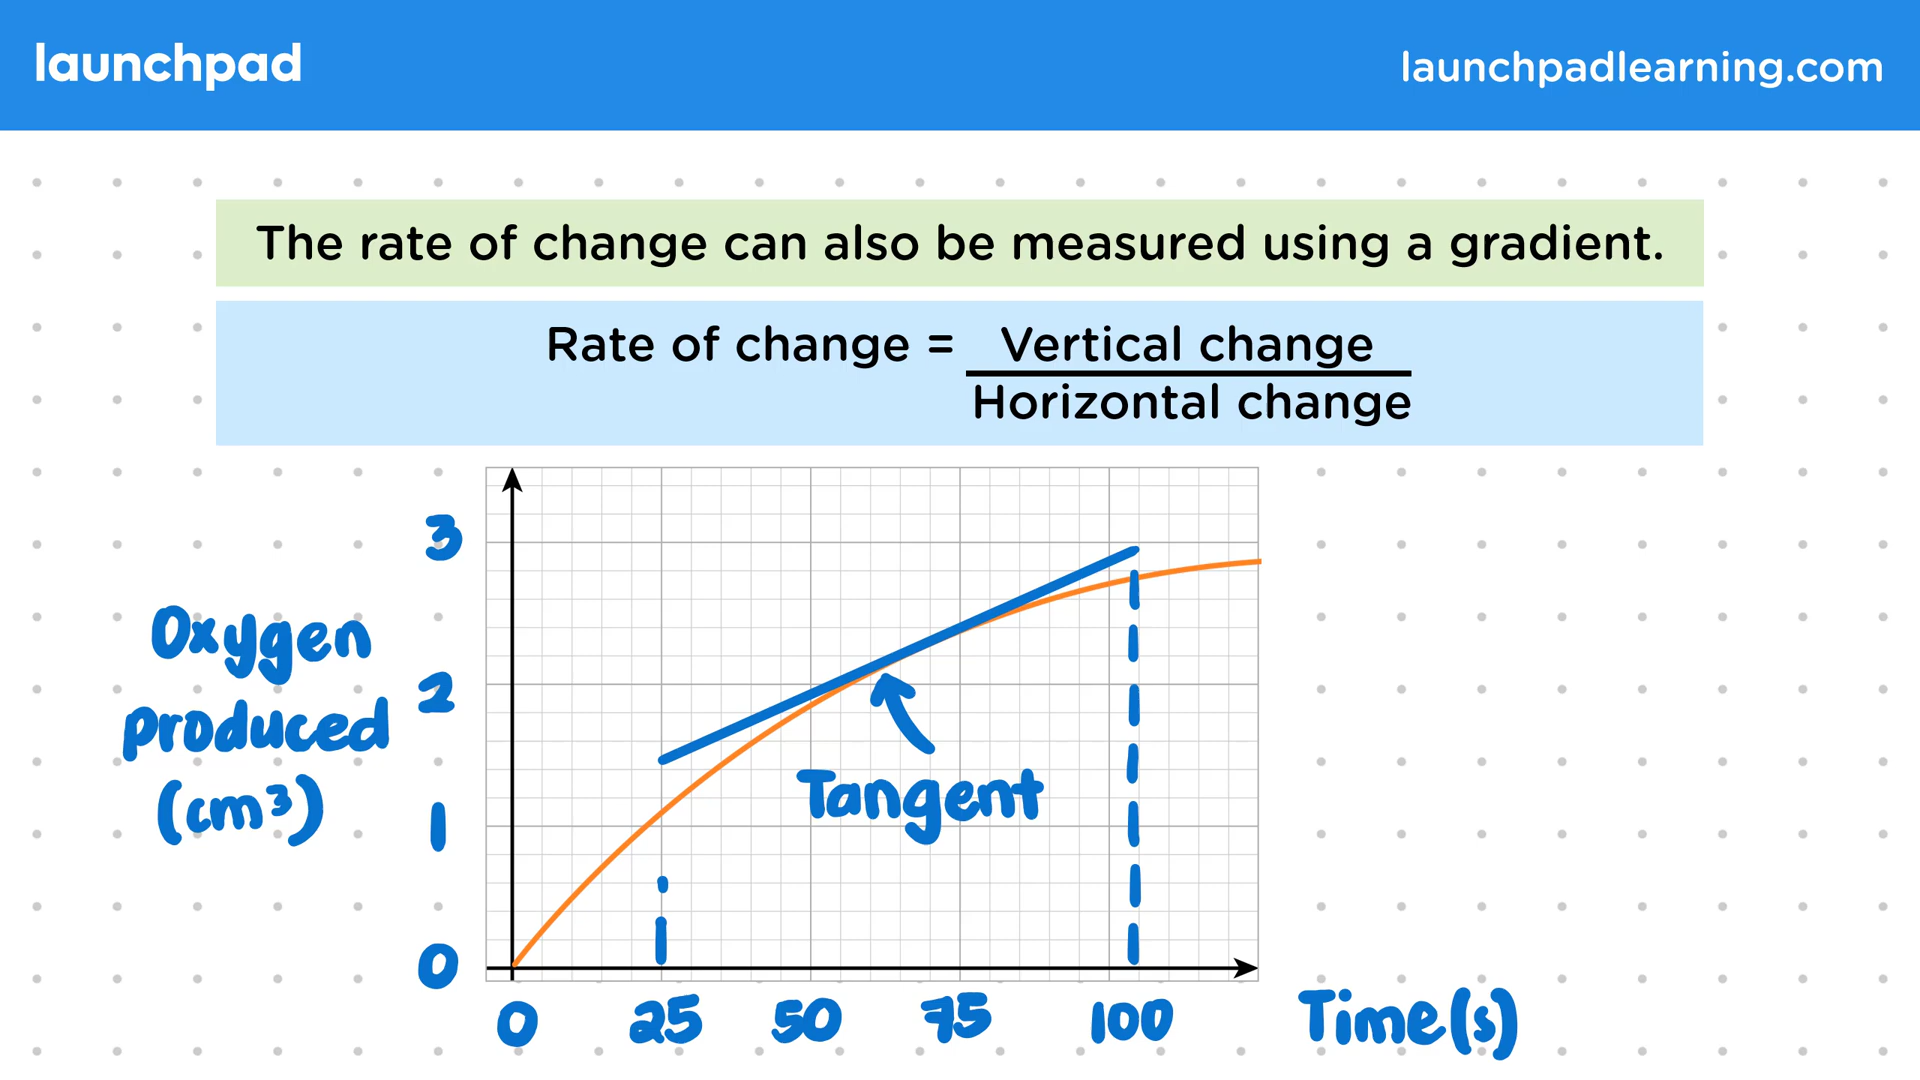 launchpad
launchpadlearning.com
The rate of change can also be measured using a gradient.
Rate of change = Vertical change
Horizontal change
3
Oxygen
produced
(cm³)
2
1
0
Tangent
0 25 50 75 100 Time(s)